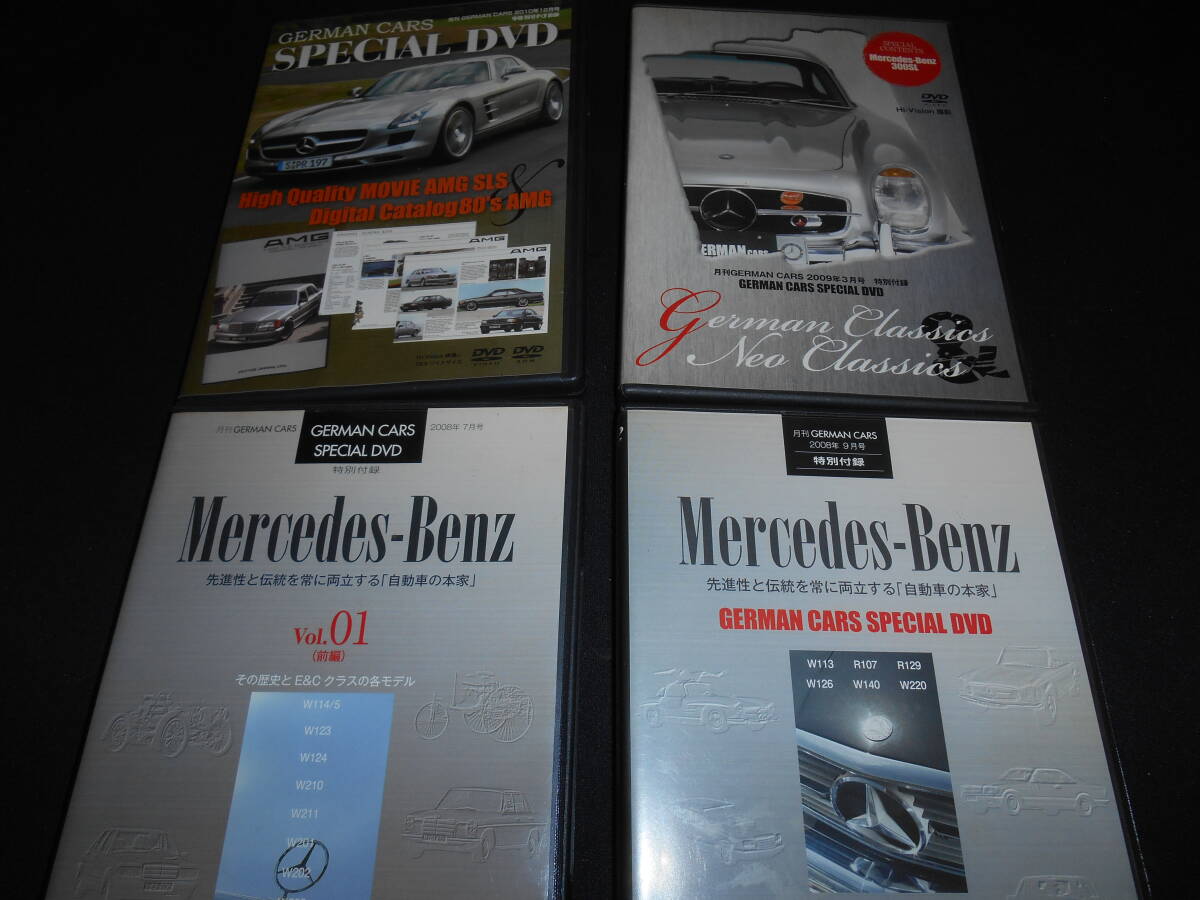 月刊 GERMAN CARS 2010年12月号
GERMAN CARS
SPECIAL DVD
S:PR 197
High Quality MOVIE AMG SLS
&
Digital Catalog 80's AMG
AMG
AMG
AMG
DVD
VIDEO
DVD
SPECIAL
CONTENTS
Mercedes-Benz
300SL
DVD
VIDEO
Hi-Vision 撮影
GERMAN CARS
月刊GERMAN CARS 2009年3月号 特別付録
GERMAN CARS SPECIAL DVD
German Classics
&
Neo Classics
月刊 GERMAN CARS
GERMAN CARS
SPECIAL DVD
2008年 7月号
特別付録
Mercedes-Benz
先進性と伝統を常に両立する「自動車の本家」
Vol.01
(前編)
その歴史と E&C クラスの各モデル
W114/5
W123
W124
W210
W211
W201
W202
月刊 GERMAN CARS
2008年 9月号
特別付録
Mercedes-Benz
先進性と伝統を常に両立する「自動車の本家」
GERMAN CARS SPECIAL DVD
W113 R107 R129
W126 W140 W220